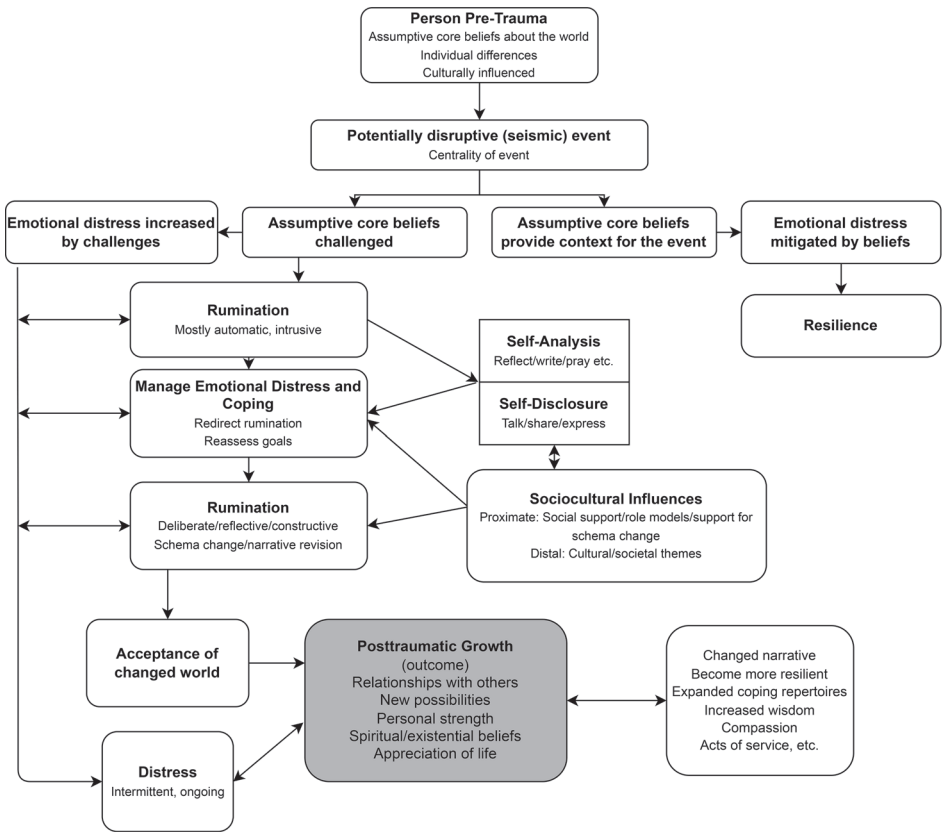 Person Pre-Trauma
Assumptive core beliefs about the world
Individual differences
Culturally influenced
Potentially disruptive (seismic) event
Centrality of event
Emotional distress increased
by challenges
Assumptive core beliefs
challenged
Assumptive core beliefs
provide context for the event
Emotional distress
mitigated by beliefs
Resilience
Rumination
Mostly automatic, intrusive
Self-Analysis
Reflect/write/pray etc.
Self-Disclosure
Talk/share/express
Manage Emotional Distress and
Coping
Redirect rumination
Reassess goals
Rumination
Deliberate/reflective/constructive
Schema change/narrative revision
Sociocultural Influences
Proximate: Social support/role models/support for
schema change
Distal: Cultural/societal themes
Acceptance of
changed world
Posttraumatic Growth
(outcome)
Relationships with others
New possibilities
Personal strength
Spiritual/existential beliefs
Appreciation of life
Changed narrative
Become more resilient
Expanded coping repertoires
Increased wisdom
Compassion
Acts of service, etc.
Distress
Intermittent, ongoing